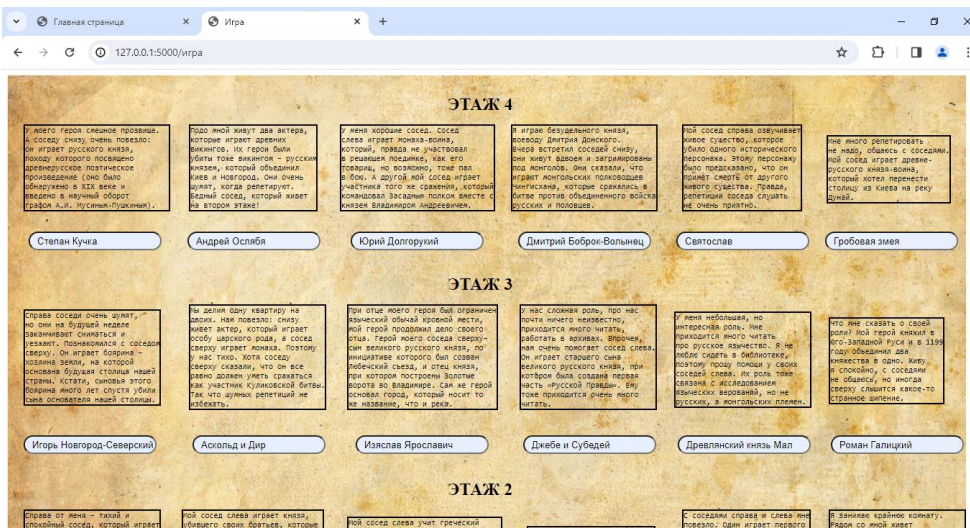 Главная страница
Игра
127.0.0.1:5000/игра
ЭТАЖ 4
У моего героя смешное прозвище.
А соседу снизу очень повезло:
он играет русского князя,
походу которого посвящено
древнерусское поэтическое
произведение (оно было
обнаружено в XIX веке и
введено в научный оборот
графом А.И. Мусиным-Пушкиным).
Подо мной живут два актера,
которые играют древних
викингов. Их герои были
убиты тоже викингом - русским
князем, который объединил
Киев и Новгород. Они очень
шумят, когда репетируют.
Бедный сосед, который живет
на втором этаже!
У меня хорошие сосед. Сосед
слева играет монаха-воина,
который, правда не участвовал
в решающем поединке, как его
товарищ, но возможно, тоже пал
в бою. А другой мой сосед играет
участника того же сражения, который
командовал Засадным полком вместе с
князем Владимиром Андреевичем.
Я играю безудельного князя,
воеводу Дмитрия Донского.
Вчера встретил соседей снизу,
они живут вдвоем и загримированы
под монголов. Они сказали, что
играют монгольских полководцев
Чингисхана, которые сражались в
битве против объединенного войска
русских и половцев.
Мой сосед справа озвучивает
живое существо, которое
убило одного исторического
персонажа. Этому персонажу
было предсказано, что он
примет смерть от другого
живого существа. Правда,
репетиции соседа слушать
не очень приятно.
Мне много репетировать
не надо, общаюсь с соседями.
Мой сосед играет древне-
русского князя-воина,
который хотел перенести
столицу из Киева на реку
Дунай.
Степан Кучка
Андрей Ослябя
Юрий Долгорукий
Дмитрий Боброк-Волынец
Святослав
Гробовая змея
ЭТАЖ 3
Справа соседи очень шумят,
но они на будущей неделе
заканчивают сниматься и
уезжают. Познакомился с соседом
сверху. Он играет боярина -
хозяина земли, на которой
основана будущая столица нашей
страны. Кстати, сыновья этого
боярина много лет спустя убили
сына основателя нашей столицы.
Мы делим одну квартиру на
двоих. Нам повезло: снизу
живет актер, который играет
особу царского рода, а сосед
сверху играет монаха. Поэтому
у нас тихо. Хотя соседу
сверху сказали, что он все
равно должен уметь сражаться
как участник Куликовской битвы.
Так что шумных репетиций не
избежать.
При отце моего героя был ограничен
языческий обычай кровной мести,
мой герой продолжил дело своего
отца. Герой моего соседа сверху-
сын великого русского князя, по
инициативе которого был созван
Любечский съезд, и отец князя,
при котором построены Золотые
ворота во Владимире. Сам же герой
основал город, который носит то
же название, что и река.
У нас сложная роль, про нас
почти ничего неизвестно,
приходится много читать,
работать в архивах. Впрочем,
нам очень помогает сосед слева.
Он играет старшего сына
великого русского князя, при
котором была создана первая
часть «Русской Правды». Ему
тоже приходится очень много
читать.
У меня небольшая, но
интересная роль. Мне
приходится много читать
про русское язычество. Я не
люблю сидеть в библиотеке,
поэтому прошу помощи у своих
соседей слева. Их роль тоже
связана с исследованием
языческих верований, но не
русских, а монгольских племен.
Что мне сказать о своей
роли? Мой герой княжил в
Юго-Западной Руси и в 1199
году объединил два
княжества в одно. Живу
я спокойно, с соседями
не общаюсь, но иногда
сверху слышится какое-то
странное шипение.
Игорь Новгород-Северский
Аскольд и Дир
Изяслав Ярославич
Джебе и Субедей
Древлянский князь Мал
Роман Галицкий
ЭТАЖ 2
Справа от меня - тихий и
спокойный сосед, который играет
Мой сосед слева играет князя,
убившего своих братьев, которые
Мой сосед слева учит греческий
С соседями справа и слева мне
повезло. Один играет первого
Я занимаю крайнюю комнату.
Рядом со мной живет